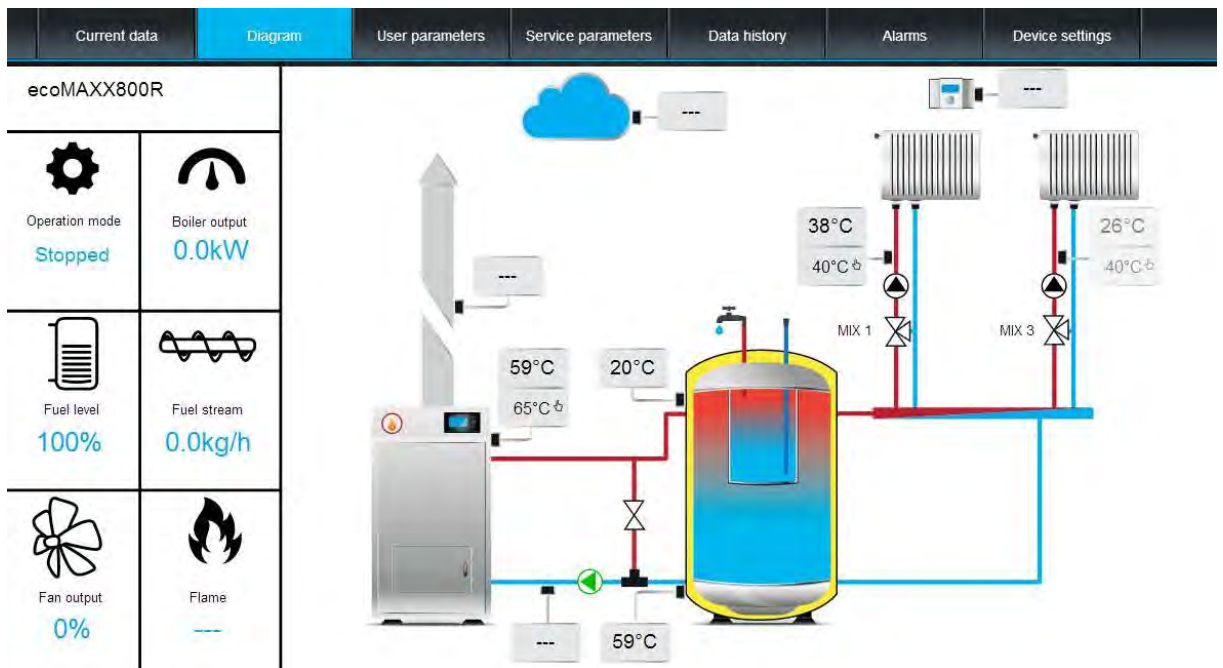 Current data
Diagram
User parameters
Service parameters
Data history
Alarms
Device settings
ecoMAXX800R
Operation mode
Stopped
Boiler output
0.0kW
Fuel level
100%
Fuel stream
0.0kg/h
Fan output
0%
Flame
---
---
---
---
59°C
65°C
20°C
---
59°C
38°C
40°C
MIX 1
26°C
40°C
MIX 3